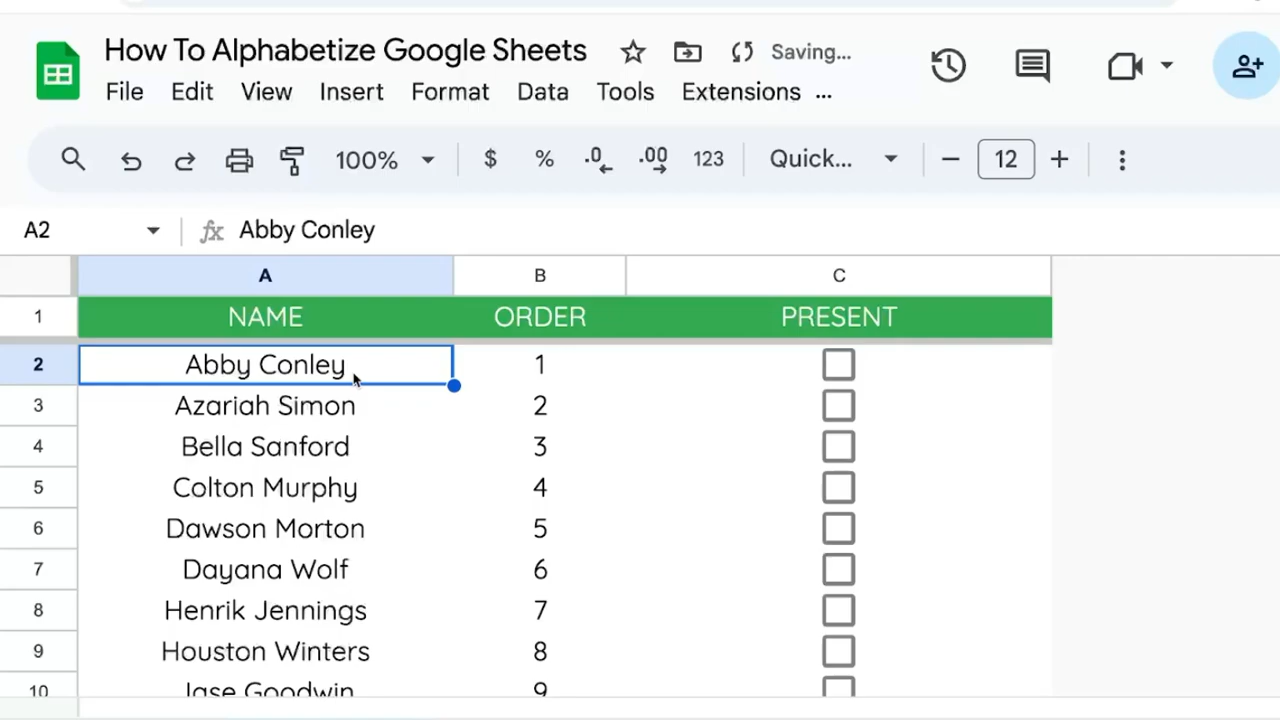 How To Alphabetize Google Sheets Saving...
File Edit View Insert Format Data Tools Extensions ...
100% $ % .0 .00 123 Quick... − 12 +
A2 fx Abby Conley
A B C
1 NAME ORDER PRESENT
2 Abby Conley 1
3 Azariah Simon 2
4 Bella Sanford 3
5 Colton Murphy 4
6 Dawson Morton 5
7 Dayana Wolf 6
8 Henrik Jennings 7
9 Houston Winters 8
10 Jase Goodwin 9